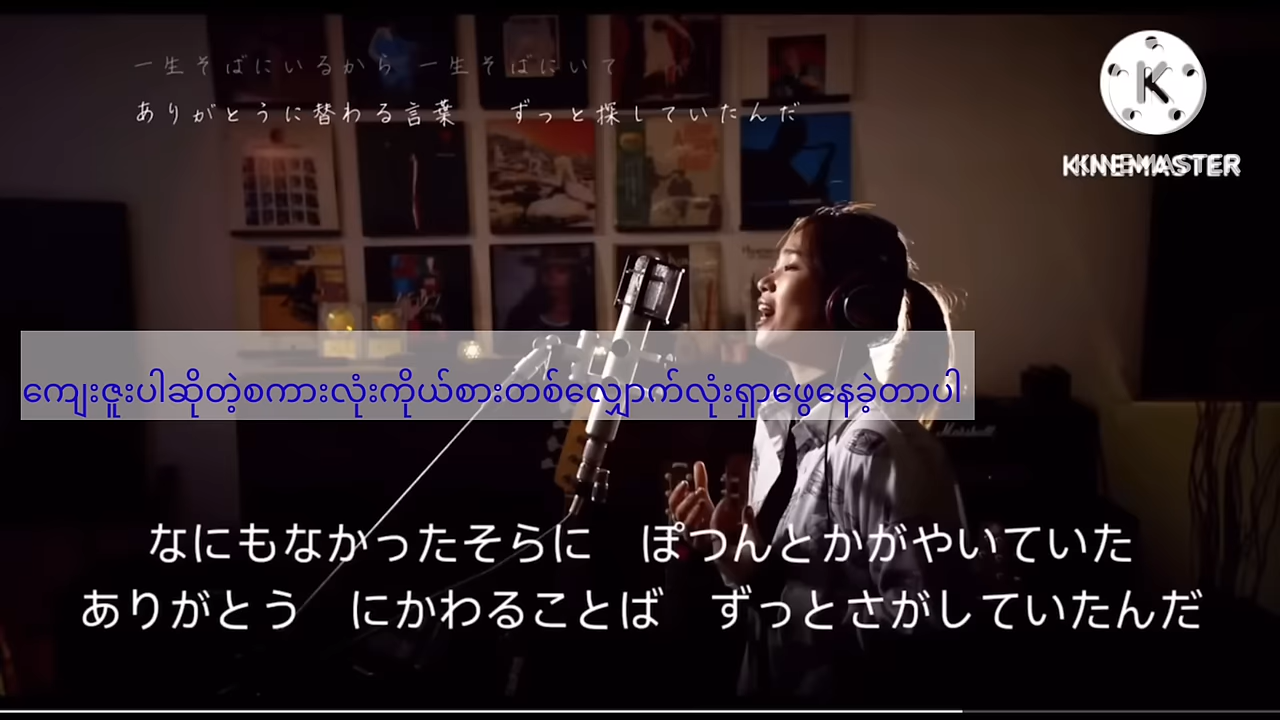 一生そばにいるから 一生そばにいて
ありがとうに替わる言葉 ずっと探していたんだ
KINEMASTER
ကျေးဇူးပါဆိုတဲ့စကားလုံးကိုယ်စားတစ်လျှောက်လုံးရှာဖွေနေခဲ့တာပါ
Marshall
なにもなかったそらに ぽつんとかがやいていた
ありがとう にかわることば ずっとさがしていたんだ